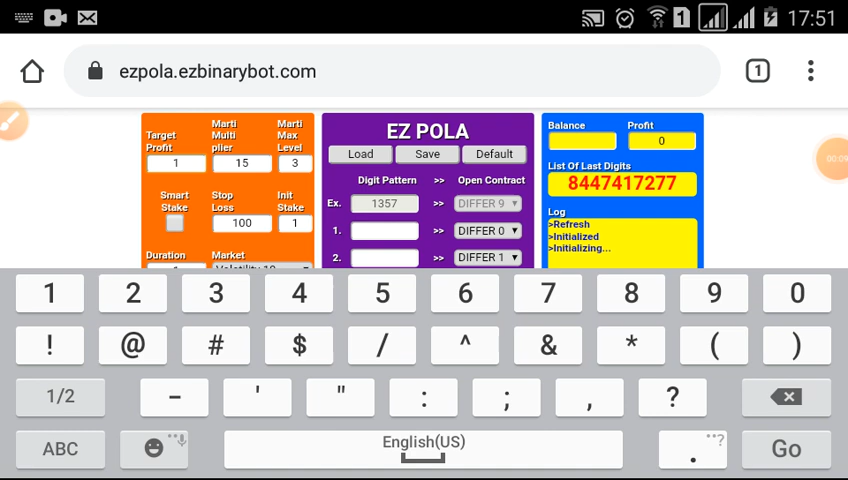 1 17:51
ezpola.ezbinarybot.com 1
00:09
Target Profit Marti Multi plier Marti Max Level
1 15 3
Smart Stake Stop Loss Init Stake
100 1
Duration Market
EZ POLA
Load Save Default
Digit Pattern >> Open Contract
Ex. 1357 >> DIFFER 9
1. >> DIFFER 0
2. >> DIFFER 1
Balance Profit
0
List Of Last Digits
8447417277
Log
>Refresh
>Initialized
>Initializing...
1 2 3 4 5 6 7 8 9 0
! @ # $ / ^ & * ( )
1/2 - ' " : ; , ?
ABC English(US) . ,,? Go